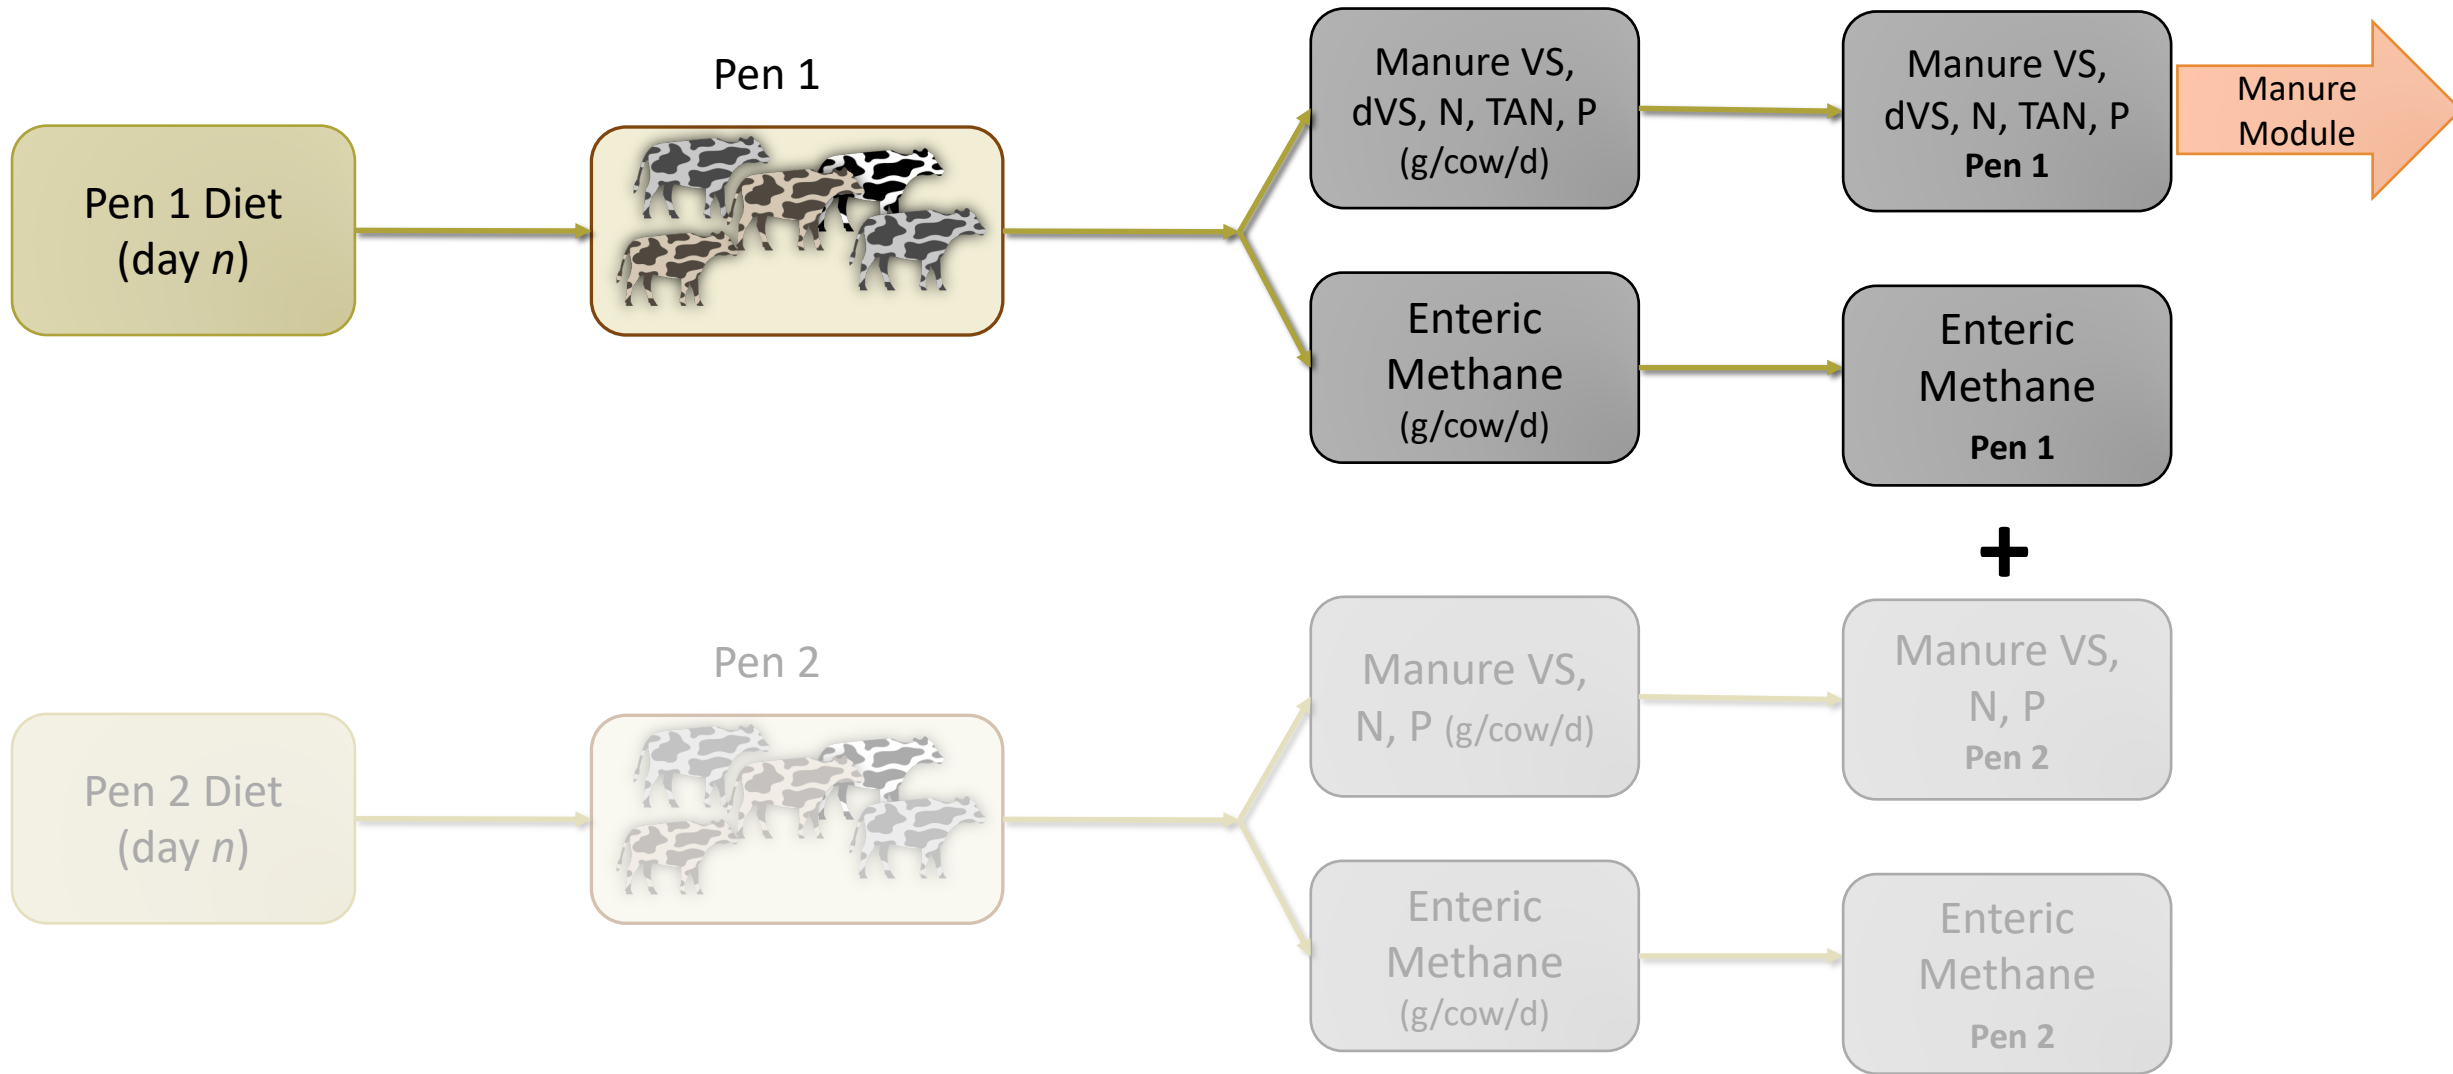 Pen 1
Pen 1 Diet
(day n)
Manure VS,
dVS, N, TAN, P
(g/cow/d)
Manure VS,
dVS, N, TAN, P
Pen 1
Manure
Module
Enteric
Methane
(g/cow/d)
Enteric
Methane
Pen 1
+
Pen 2
Pen 2 Diet
(day n)
Manure VS,
N, P (g/cow/d)
Manure VS,
N, P
Pen 2
Enteric
Methane
(g/cow/d)
Enteric
Methane
Pen 2